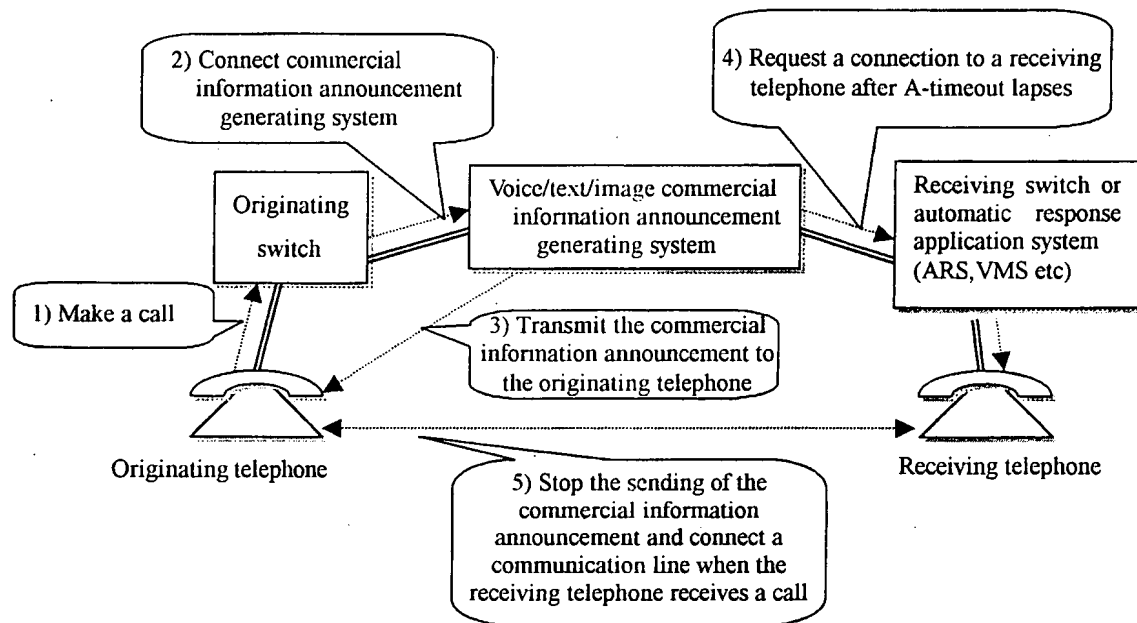 2) Connect commercial
information announcement
generating system
4) Request a connection to a receiving
telephone after A-timeout lapses
Originating
switch
Voice/text/image commercial
information announcement
generating system
Receiving switch or
automatic response
application system
(ARS,VMS etc)
1) Make a call
3) Transmit the commercial
information announcement to
the originating telephone
Originating telephone
Receiving telephone
5) Stop the sending of the
commercial information
announcement and connect a
communication line when the
receiving telephone receives a call